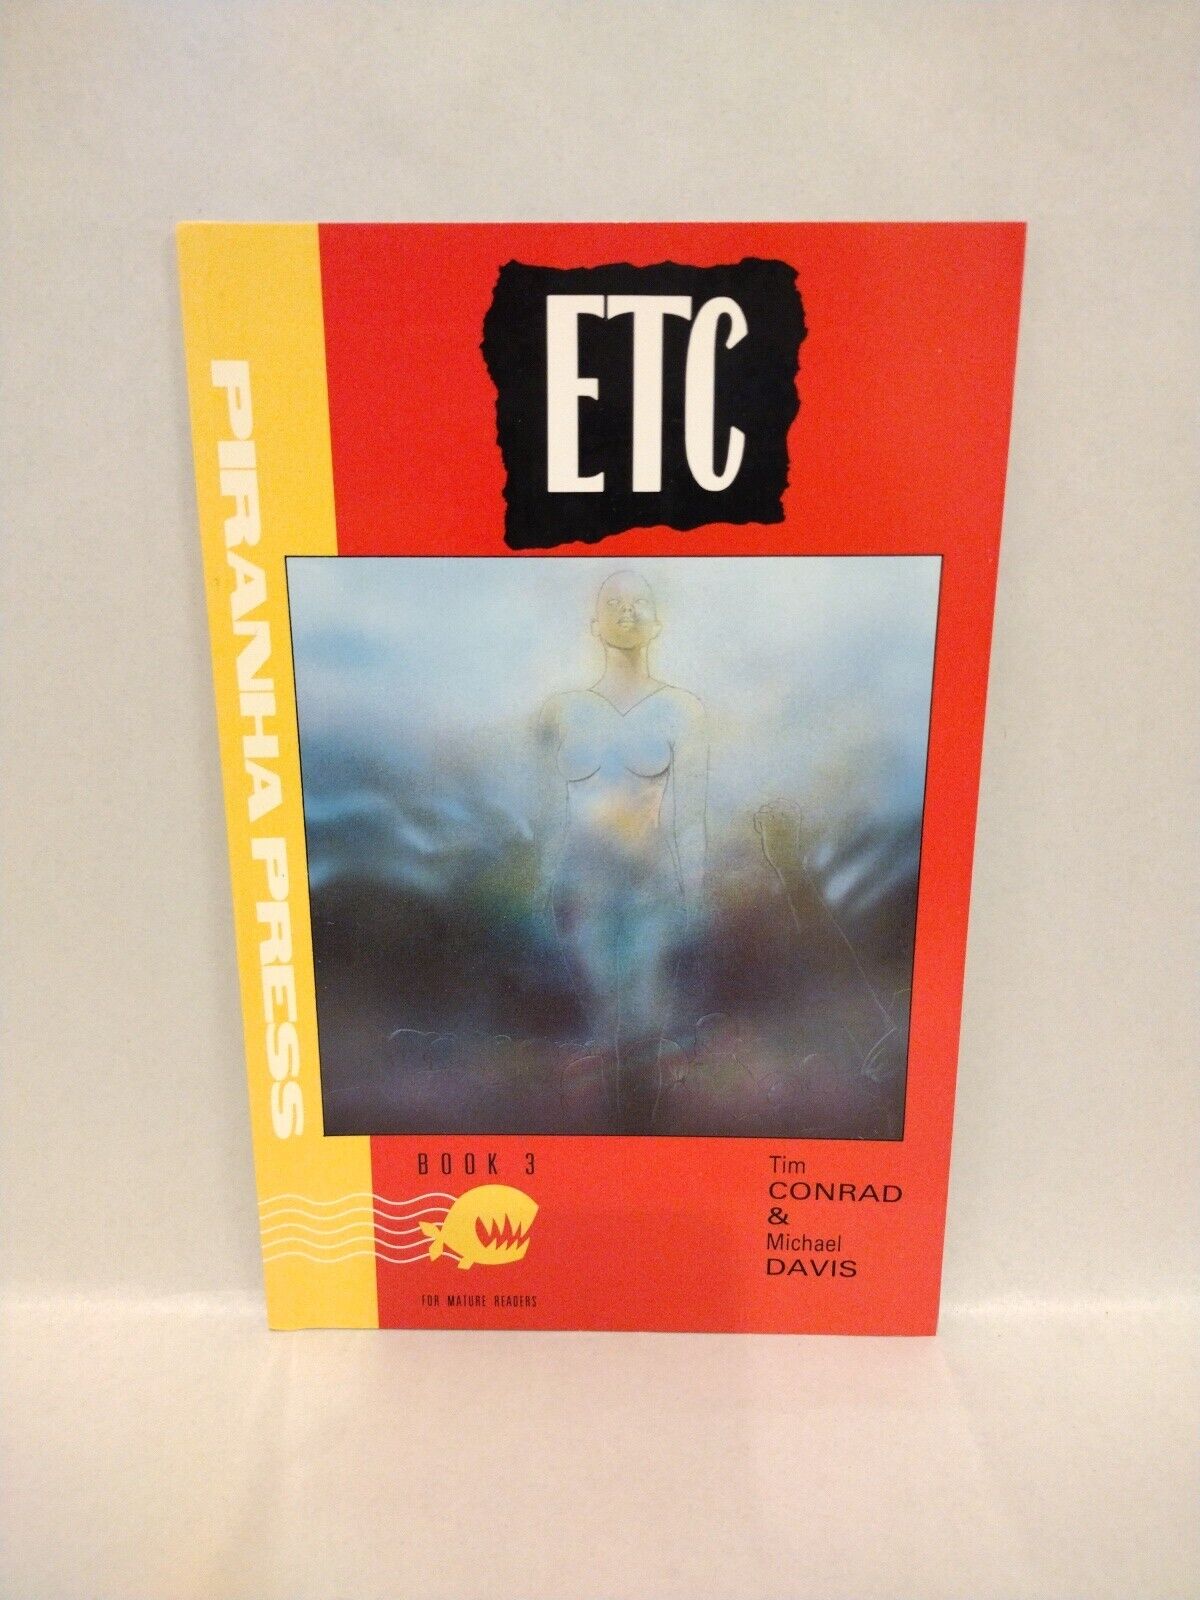 ETC
PIRANHA PRESS
BOOK 3
FOR MATURE READERS
Tim
CONRAD
&
Michael
DAVIS